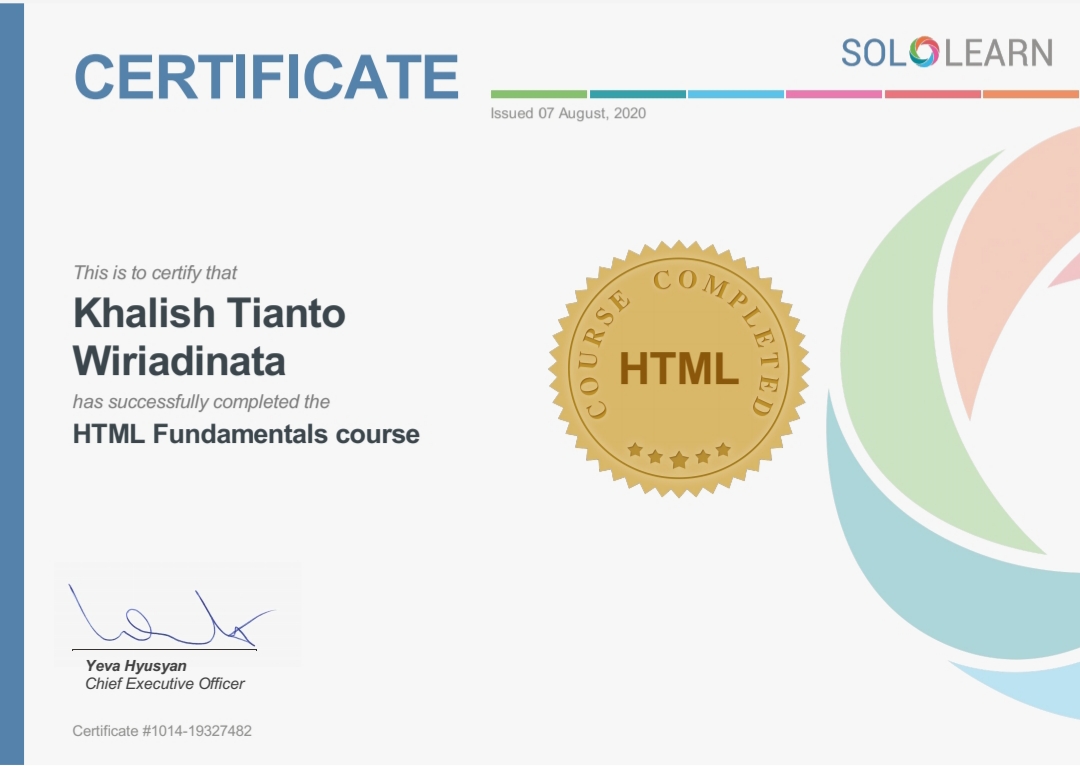 CERTIFICATE
SOLOLEARN
Issued 07 August, 2020
This is to certify that
Khalish Tianto
Wiriadinata
has successfully completed the
HTML Fundamentals course
COURSE COMPLETED
HTML
Yeva Hyusyan
Chief Executive Officer
Certificate #1014-19327482